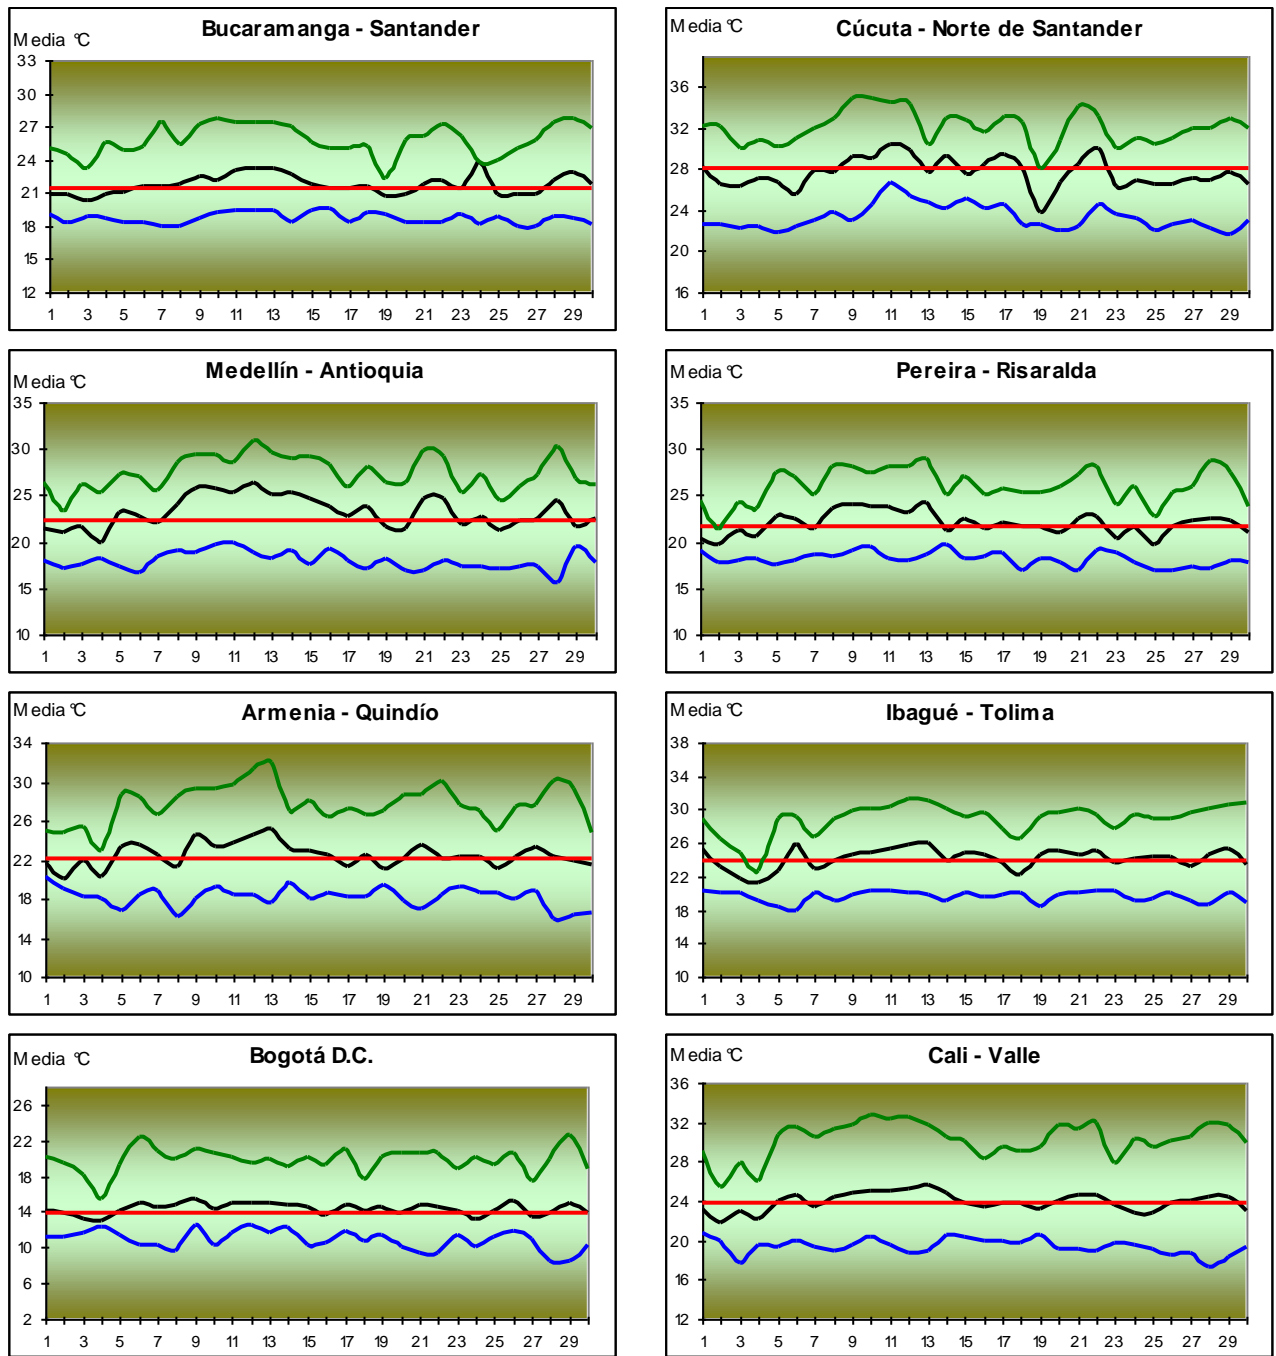 Bucaramanga - Santander
Media °C
33
30
27
24
21
18
15
12
1 3 5 7 9 11 13 15 17 19 21 23 25 27 29
Cúcuta - Norte de Santander
Media °C
36
32
28
24
20
16
1 3 5 7 9 11 13 15 17 19 21 23 25 27 29
Medellín - Antioquia
Media °C
35
30
25
20
15
10
1 3 5 7 9 11 13 15 17 19 21 23 25 27 29
Pereira - Risaralda
Media °C
35
30
25
20
15
10
1 3 5 7 9 11 13 15 17 19 21 23 25 27 29
Armenia - Quindío
Media °C
34
30
26
22
18
14
10
1 3 5 7 9 11 13 15 17 19 21 23 25 27 29
Ibagué - Tolima
Media °C
38
34
30
26
22
18
14
10
1 3 5 7 9 11 13 15 17 19 21 23 25 27 29
Bogotá D.C.
Media °C
26
22
18
14
10
6
2
1 3 5 7 9 11 13 15 17 19 21 23 25 27 29
Cali - Valle
Media °C
36
32
28
24
20
16
12
1 3 5 7 9 11 13 15 17 19 21 23 25 27 29